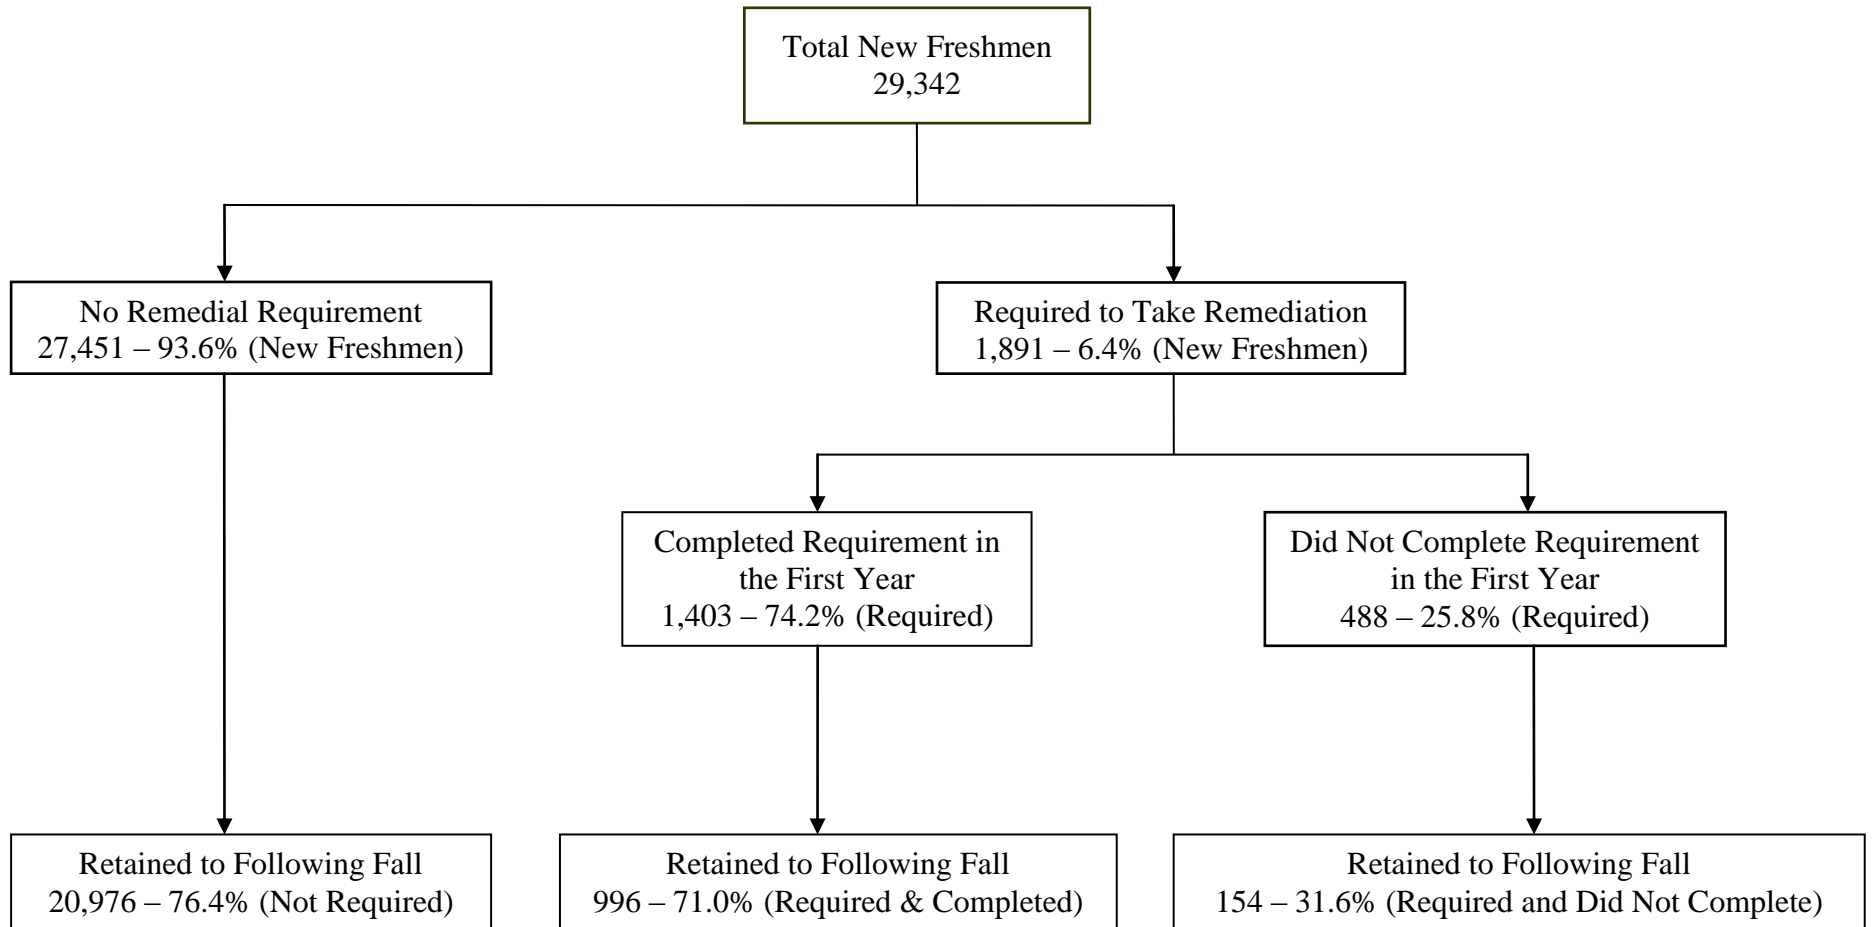 Total New Freshmen
29,342
No Remedial Requirement
27,451 – 93.6% (New Freshmen)
Required to Take Remediation
1,891 – 6.4% (New Freshmen)
Completed Requirement in
the First Year
1,403 – 74.2% (Required)
Did Not Complete Requirement
in the First Year
488 – 25.8% (Required)
Retained to Following Fall
20,976 – 76.4% (Not Required)
Retained to Following Fall
996 – 71.0% (Required & Completed)
Retained to Following Fall
154 – 31.6% (Required and Did Not Complete)